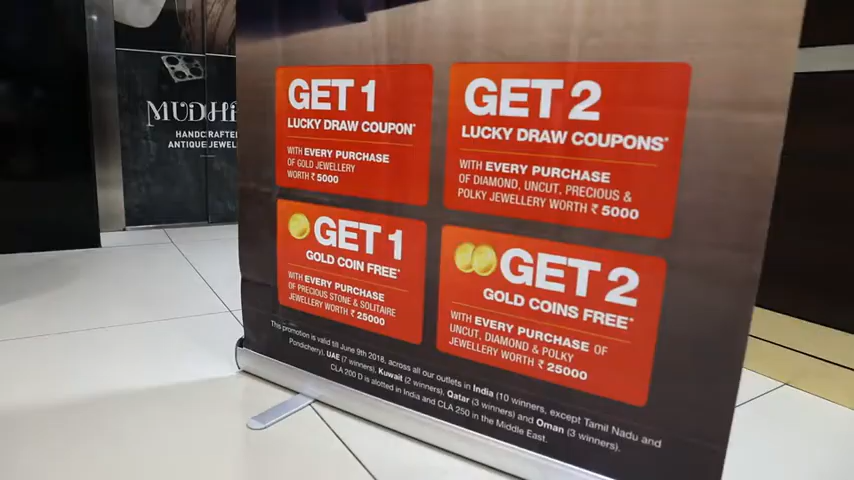 MUDHR
HANDCRAFTED
ANTIQUE JEWEL
GET 1
LUCKY DRAW COUPON*
WITH EVERY PURCHASE
OF GOLD JEWELLERY
WORTH ₹ 5000
GET 2
LUCKY DRAW COUPONS*
WITH EVERY PURCHASE
OF DIAMOND, UNCUT, PRECIOUS &
POLKY JEWELLERY WORTH ₹ 5000
GET 1
GOLD COIN FREE*
WITH EVERY PURCHASE
OF PRECIOUS STONE & SOLITAIRE
JEWELLERY WORTH ₹ 25000
GET 2
GOLD COINS FREE*
WITH EVERY PURCHASE OF
UNCUT, DIAMOND & POLKY
JEWELLERY WORTH ₹ 25000
This promotion is valid till June 9th 2018, across all our outlets in India (10 winners, except Tamil Nadu and
Pondicherry), UAE (7 winners), Kuwait (2 winners), Qatar (3 winners) and Oman (3 winners).
CLA 200 D is alotted in India and CLA 250 in the Middle East.